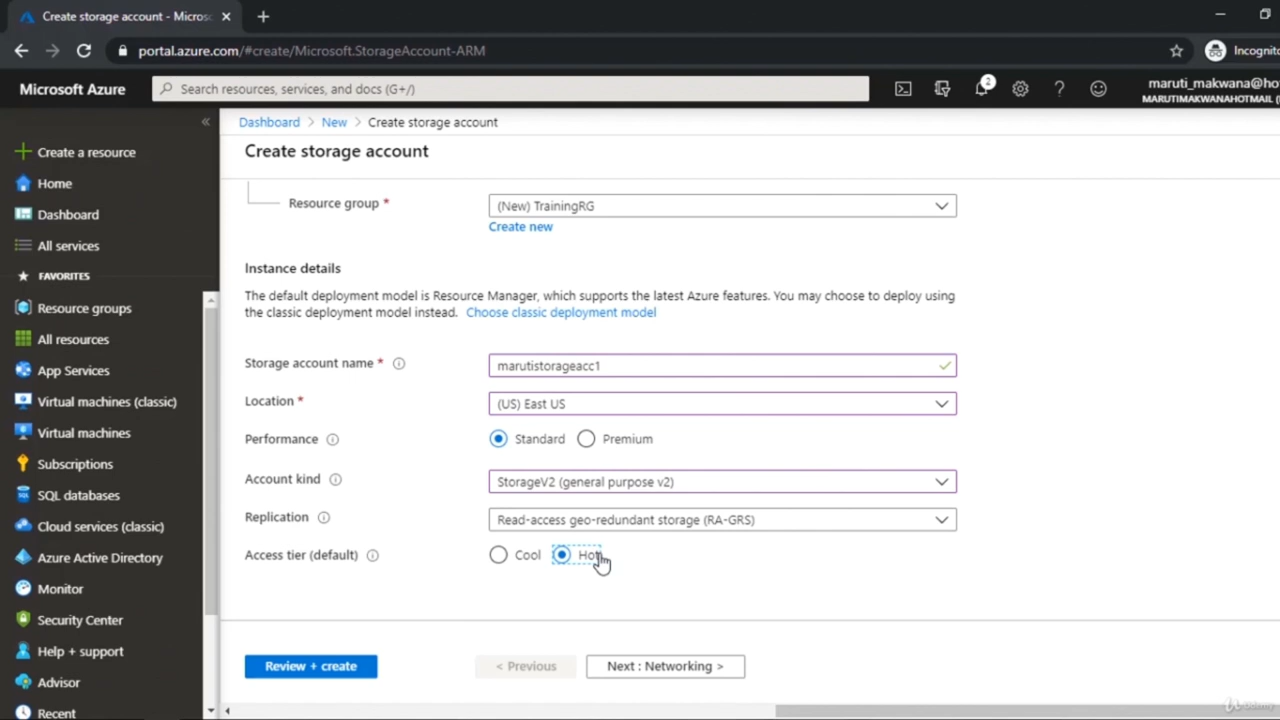 Create storage account - Micros
portal.azure.com/#create/Microsoft.StorageAccount-ARM
Incognito
Microsoft Azure
Search resources, services, and docs (G+/)
2
maruti_makwana@ho
MARUTIMAKWANAHOTMAIL (
Create a resource
Home
Dashboard
All services
FAVORITES
Resource groups
All resources
App Services
Virtual machines (classic)
Virtual machines
Subscriptions
SQL databases
Cloud services (classic)
Azure Active Directory
Monitor
Security Center
Help + support
Advisor
Recent
Dashboard > New > Create storage account
Create storage account
Resource group *
(New) TrainingRG
Create new
Instance details
The default deployment model is Resource Manager, which supports the latest Azure features. You may choose to deploy using
the classic deployment model instead. Choose classic deployment model
Storage account name *
marutistorageacc1
Location *
(US) East US
Performance
Standard Premium
Account kind
StorageV2 (general purpose v2)
Replication
Read-access geo-redundant storage (RA-GRS)
Access tier (default)
Cool Hot
Review + create
< Previous
Next : Networking >
Udemy